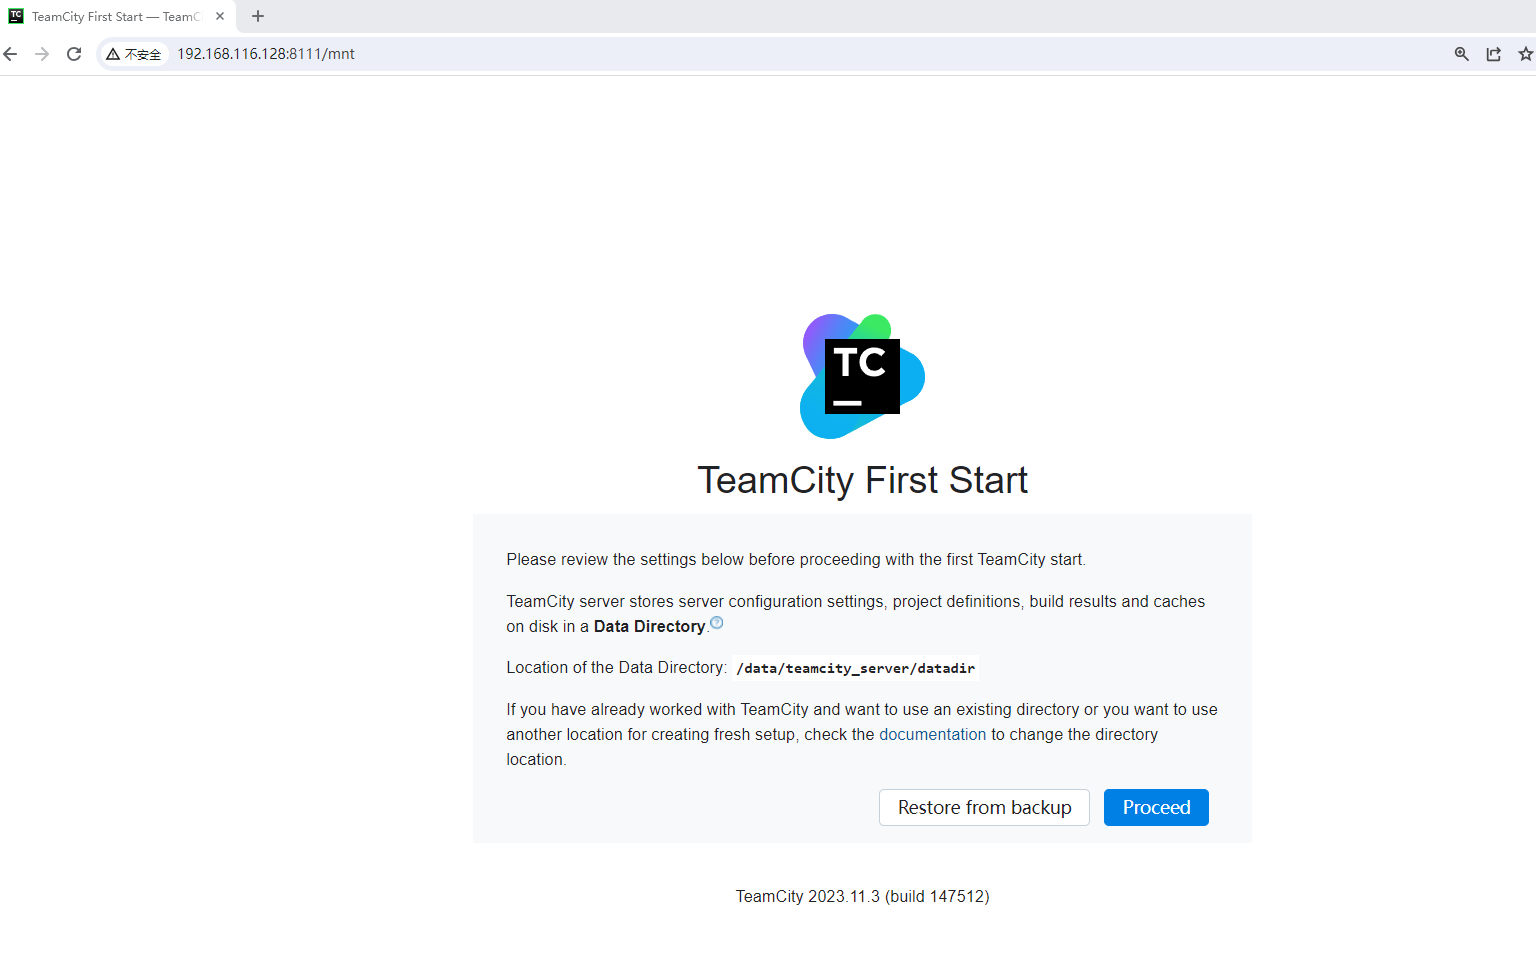 TeamCity First Start — TeamC
不安全
192.168.116.128:8111/mnt
TC
TeamCity First Start
Please review the settings below before proceeding with the first TeamCity start.
TeamCity server stores server configuration settings, project definitions, build results and caches
on disk in a Data Directory.
Location of the Data Directory: /data/teamcity_server/datadir
If you have already worked with TeamCity and want to use an existing directory or you want to use
another location for creating fresh setup, check the documentation to change the directory
location.
Restore from backup
Proceed
TeamCity 2023.11.3 (build 147512)